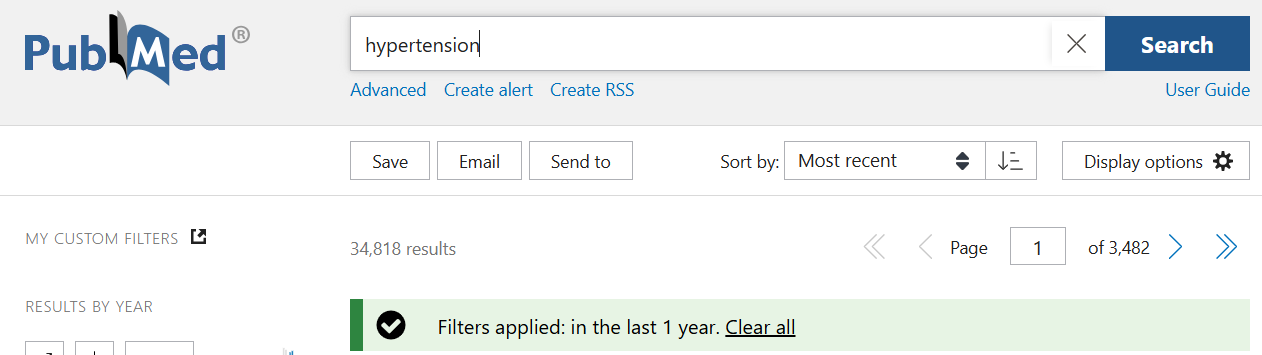 PubMed®
hypertension
Search
Advanced Create alert Create RSS
User Guide
Save Email Send to
Sort by: Most recent
Display options
MY CUSTOM FILTERS
34,818 results
Page 1 of 3,482
RESULTS BY YEAR
Filters applied: in the last 1 year. Clear all